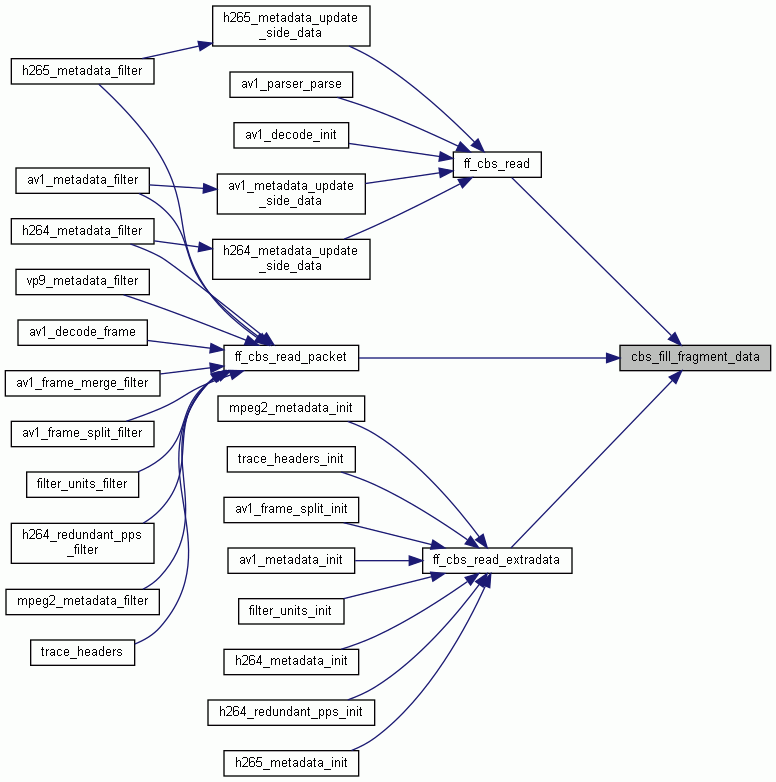 h265_metadata_update
_side_data
h265_metadata_filter
av1_parser_parse
av1_decode_init
ff_cbs_read
av1_metadata_filter
av1_metadata_update
_side_data
h264_metadata_filter
h264_metadata_update
_side_data
vp9_metadata_filter
av1_decode_frame
ff_cbs_read_packet
cbs_fill_fragment_data
av1_frame_merge_filter
mpeg2_metadata_init
av1_frame_split_filter
trace_headers_init
filter_units_filter
av1_frame_split_init
h264_redundant_pps
_filter
av1_metadata_init
ff_cbs_read_extradata
mpeg2_metadata_filter
filter_units_init
trace_headers
h264_metadata_init
h264_redundant_pps_init
h265_metadata_init